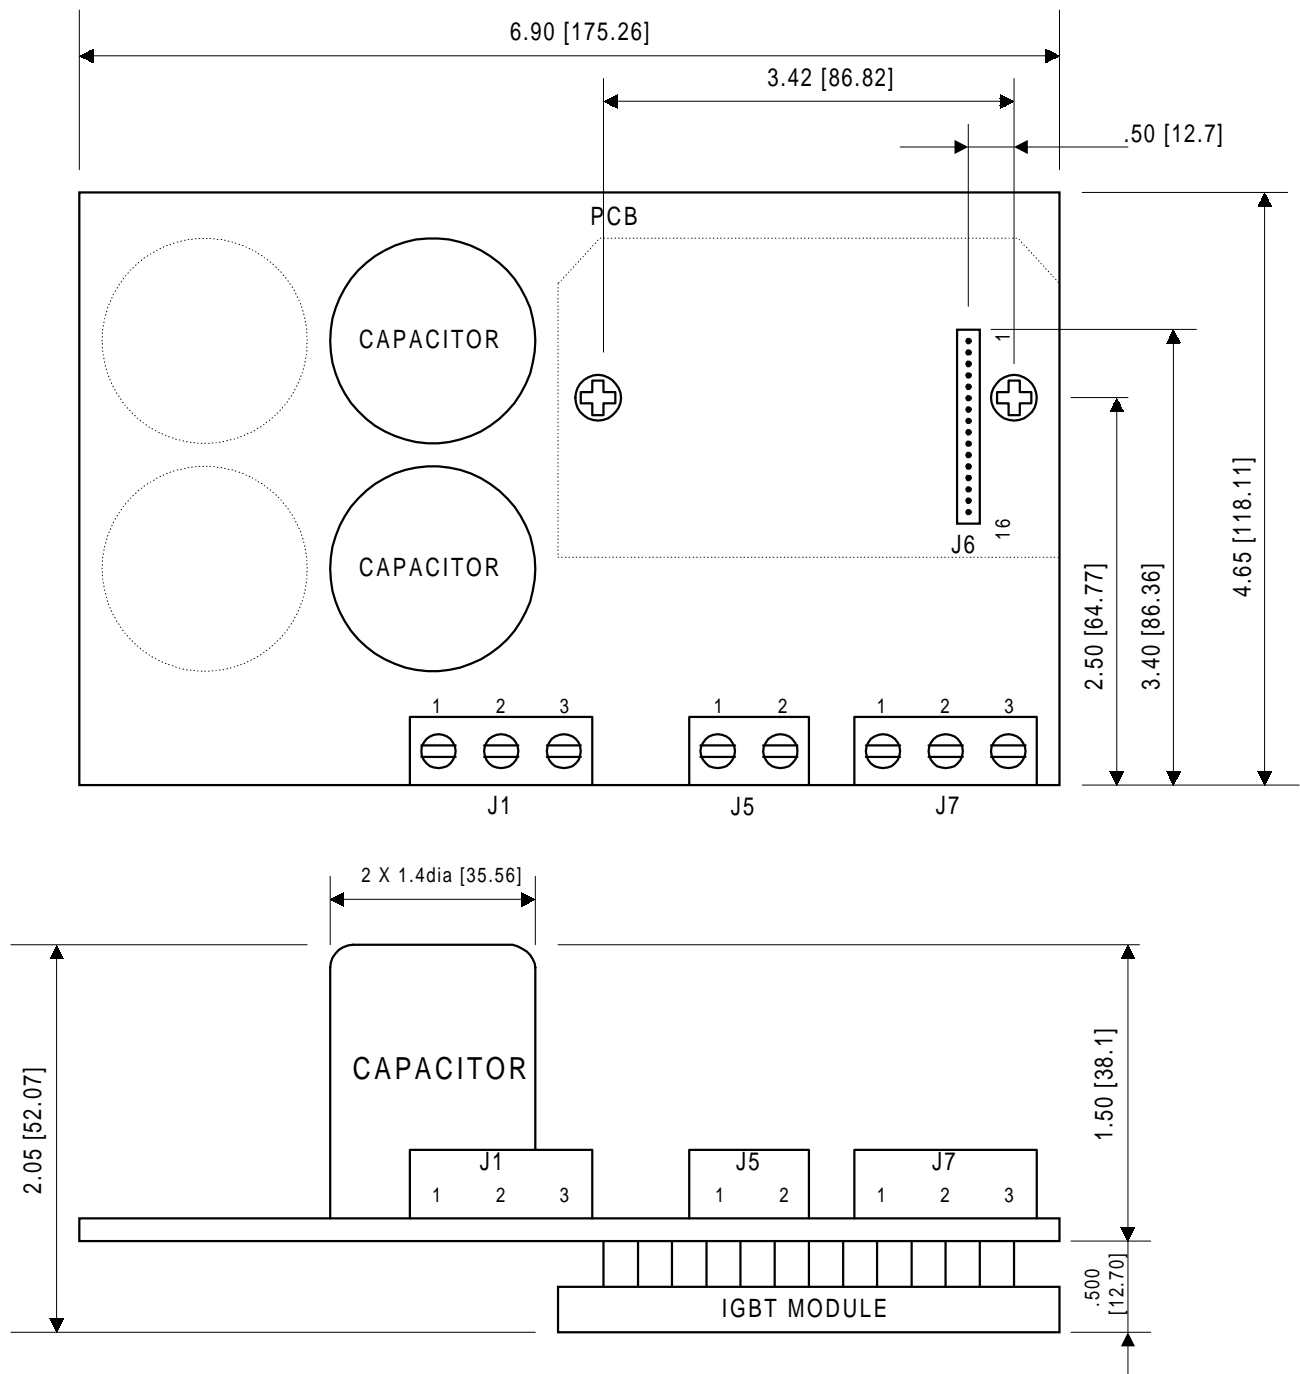 6.90 [175.26]
3.42 [86.82]
.50 [12.7]
PCB
CAPACITOR
1
16
J6
CAPACITOR
2.50 [64.77]
3.40 [86.36]
4.65 [118.11]
1 2 3
1 2
1 2 3
J1
J5
J7
2 X 1.4dia [35.56]
CAPACITOR
2.05 [52.07]
1.50 [38.1]
J1
1 2 3
J5
1 2
J7
1 2 3
.500
[12.70]
IGBT MODULE